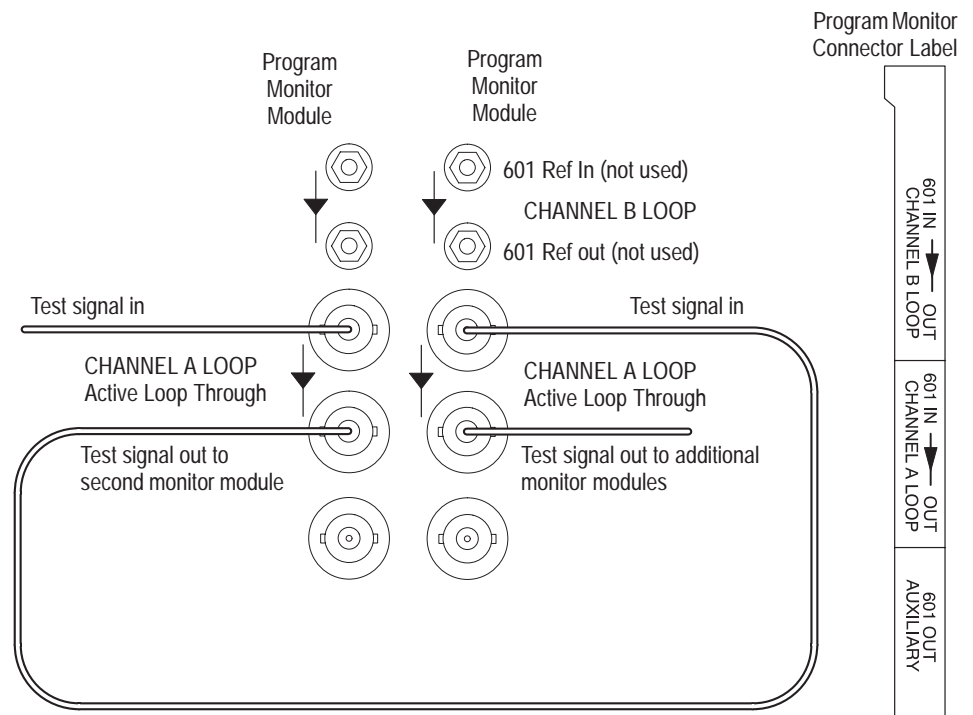 Program Monitor
Connector Label
Program
Monitor
Module
Program
Monitor
Module
601 Ref In (not used)
CHANNEL B LOOP
601 Ref out (not used)
Test signal in
Test signal in
CHANNEL A LOOP
Active Loop Through
CHANNEL A LOOP
Active Loop Through
Test signal out to
second monitor module
Test signal out to additional
monitor modules
601 IN OUT
CHANNEL B LOOP
601 IN OUT
CHANNEL A LOOP
601 OUT
AUXILIARY